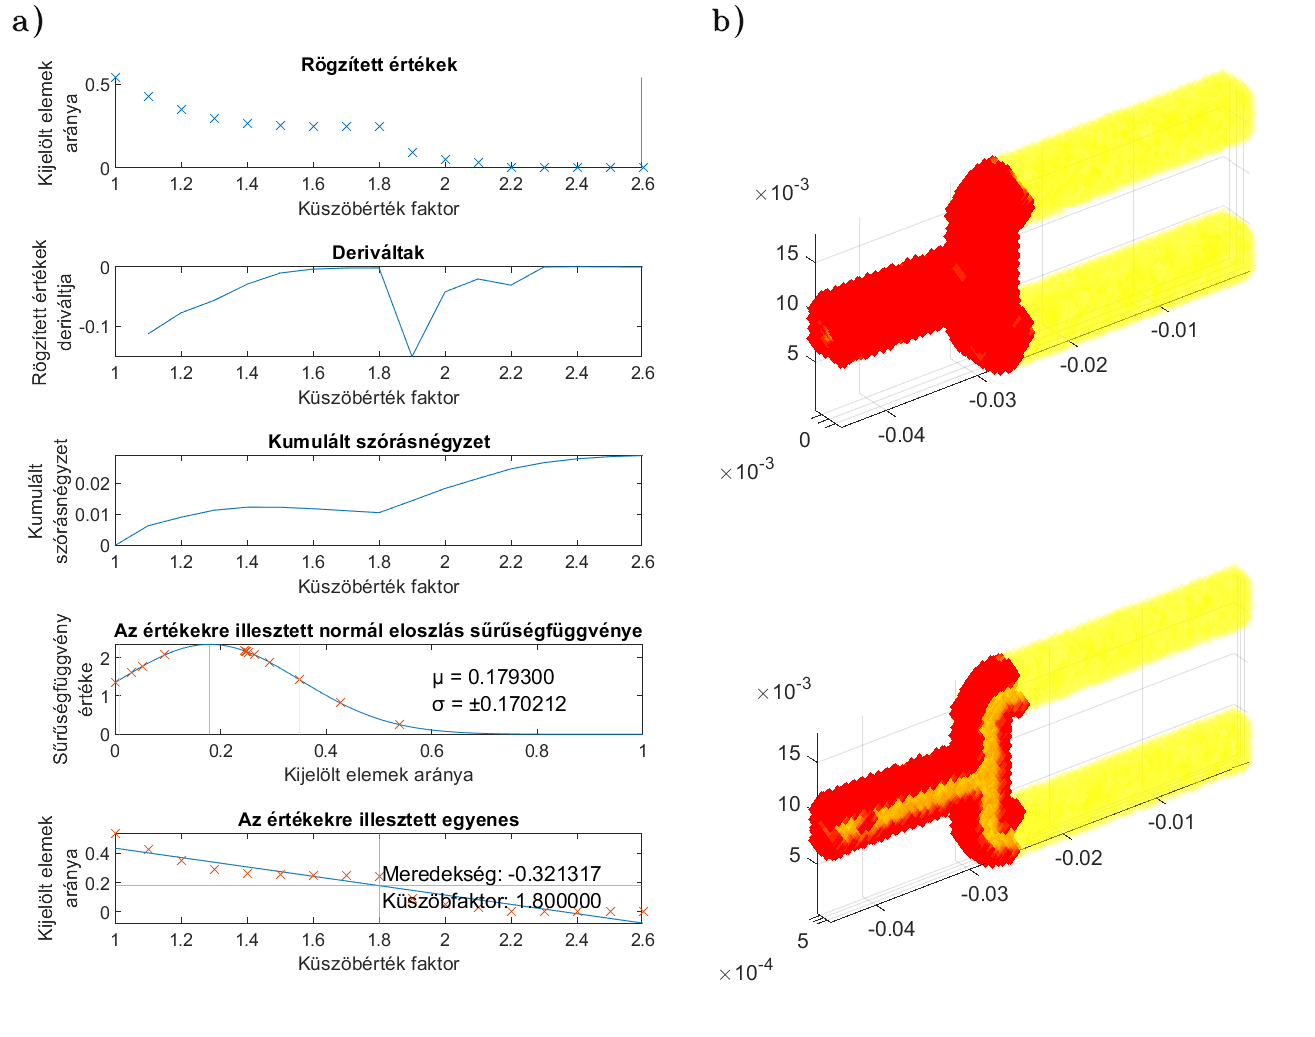 a)
Rögzített értékek
Kijelölt elemek
aránya
0.5
0
1 1.2 1.4 1.6 1.8 2 2.2 2.4 2.6
Küszöbérték faktor
Deriváltak
Rögzített értékek
deriváltja
0
-0.1
1 1.2 1.4 1.6 1.8 2 2.2 2.4 2.6
Küszöbérték faktor
Kumulált szórásnégyzet
Kumulált
szórásnégyzet
0.02
0.01
0
1 1.2 1.4 1.6 1.8 2 2.2 2.4 2.6
Küszöbérték faktor
Az értékekre illesztett normál eloszlás sűrűségfüggvénye
Sűrűségfüggvény
értéke
2
1
0
μ = 0.179300
σ = ±0.170212
0 0.2 0.4 0.6 0.8 1
Kijelölt elemek aránya
Az értékekre illesztett egyenes
Kijelölt elemek
aránya
0.4
0.2
0
Meredekség: -0.321317
Küszöbfaktor: 1.800000
1 1.2 1.4 1.6 1.8 2 2.2 2.4 2.6
Küszöbérték faktor
b)
×10-3
15
10
5
0
×10-3
-0.04
-0.03
-0.02
-0.01
×10-3
15
10
5
5
×10-4
-0.04
-0.03
-0.02
-0.01